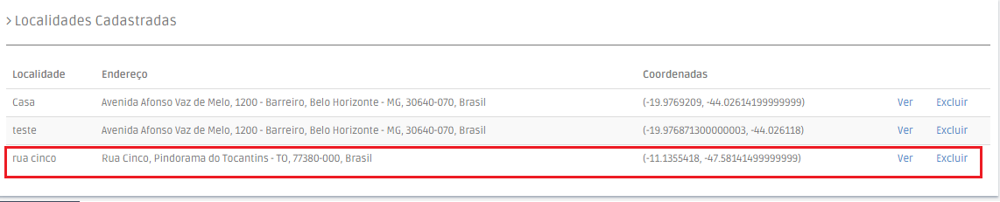 > Localidades Cadastradas
Localidade Endereço Coordenadas
Casa Avenida Afonso Vaz de Melo, 1200 - Barreiro, Belo Horizonte - MG, 30640-070, Brasil (-19.9769209, -44.02614199999999) Ver Excluir
teste Avenida Afonso Vaz de Melo, 1200 - Barreiro, Belo Horizonte - MG, 30640-070, Brasil (-19.976871300000003, -44.026118) Ver Excluir
rua cinco Rua Cinco, Pindorama do Tocantins - TO, 77380-000, Brasil (-11.1355418, -47.58141499999999) Ver Excluir